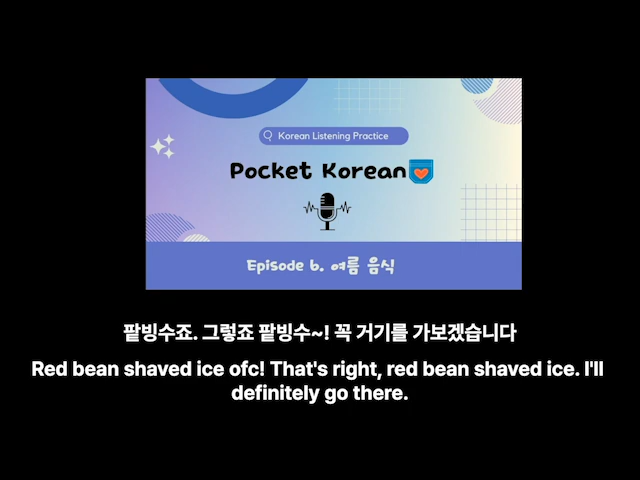 Korean Listening Practice
Pocket Korean
Episode 6. 여름 음식
팥빙수죠. 그렇죠 팥빙수~! 꼭 거기를 가보겠습니다
Red bean shaved ice ofc! That's right, red bean shaved ice. I'll
definitely go there.